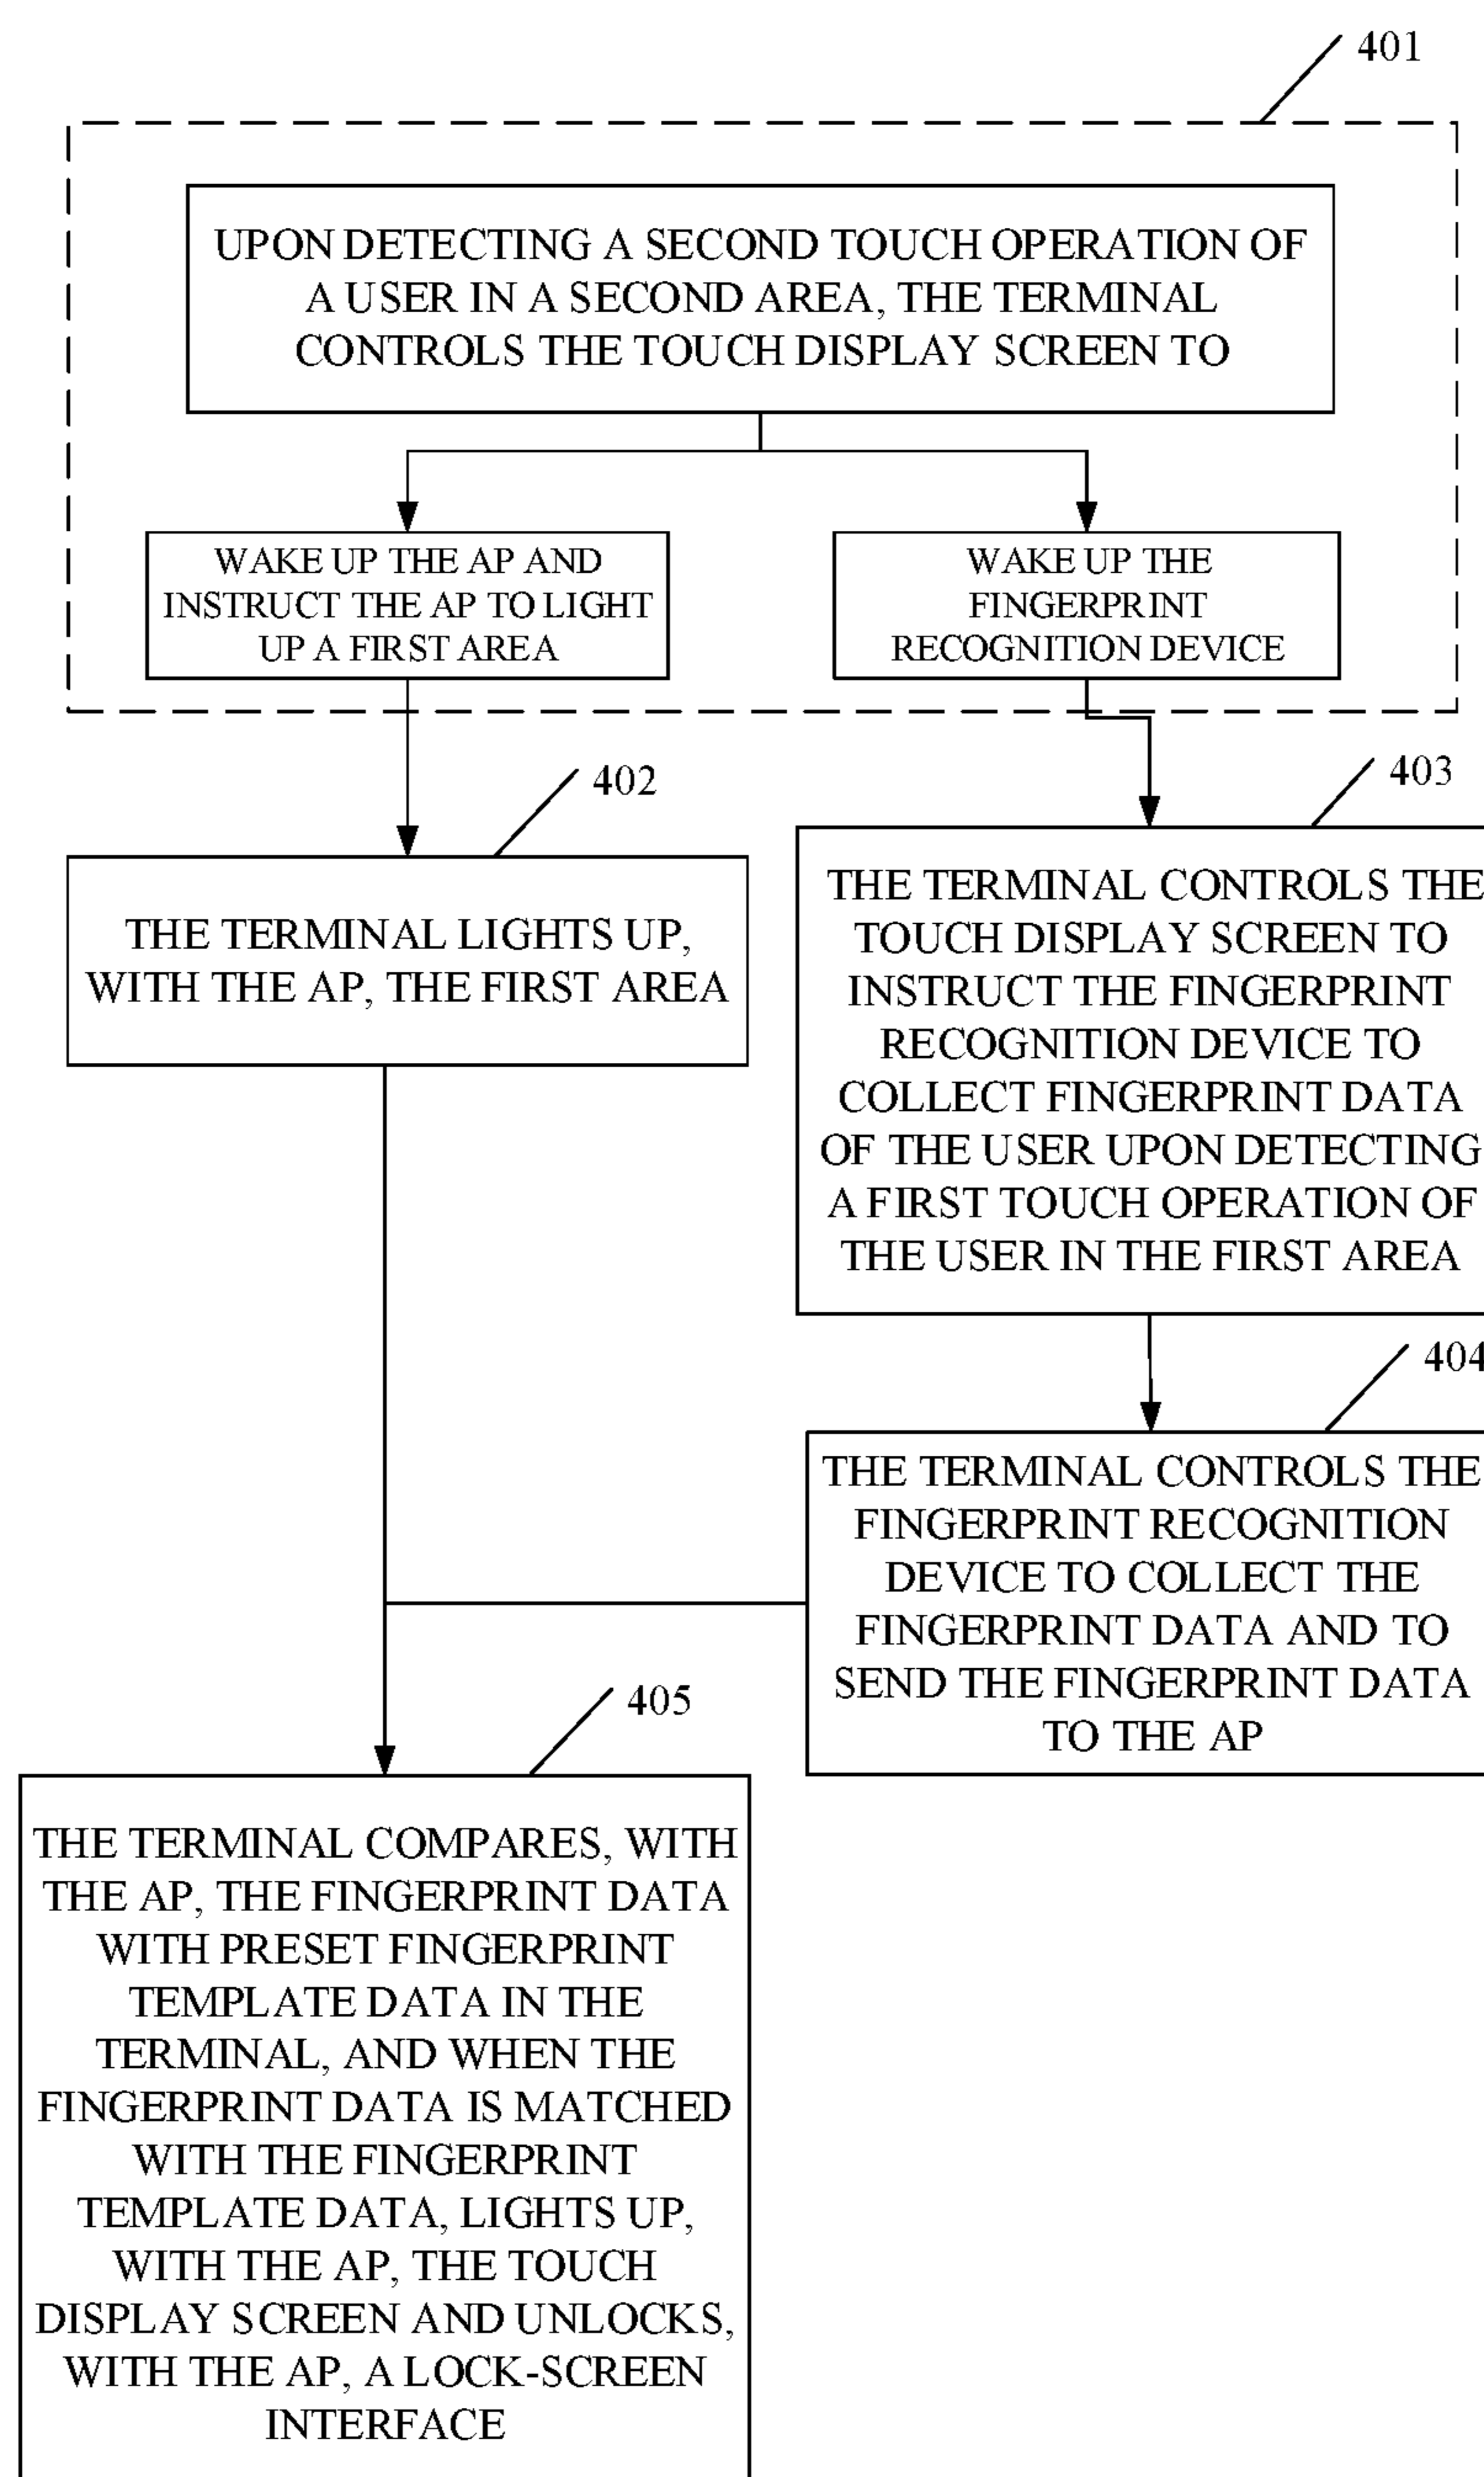 401
UPON DETECTING A SECOND TOUCH OPERATION OF
A USER IN A SECOND AREA, THE TERMINAL
CONTROLS THE TOUCH DISPLAY SCREEN TO
WAKE UP THE AP AND
INSTRUCT THE AP TO LIGHT
UP A FIRST AREA
WAKE UP THE
FINGERPRINT
RECOGNITION DEVICE
402
THE TERMINAL LIGHTS UP,
WITH THE AP, THE FIRST AREA
403
THE TERMINAL CONTROLS THE
TOUCH DISPLAY SCREEN TO
INSTRUCT THE FINGERPRINT
RECOGNITION DEVICE TO
COLLECT FINGERPRINT DATA
OF THE USER UPON DETECTING
A FIRST TOUCH OPERATION OF
THE USER IN THE FIRST AREA
404
THE TERMINAL CONTROLS THE
FINGERPRINT RECOGNITION
DEVICE TO COLLECT THE
FINGERPRINT DATA AND TO
SEND THE FINGERPRINT DATA
TO THE AP
405
THE TERMINAL COMPARES, WITH
THE AP, THE FINGERPRINT DATA
WITH PRESET FINGERPRINT
TEMPLATE DATA IN THE
TERMINAL, AND WHEN THE
FINGERPRINT DATA IS MATCHED
WITH THE FINGERPRINT
TEMPLATE DATA, LIGHTS UP,
WITH THE AP, THE TOUCH
DISPLAY SCREEN AND UNLOCKS,
WITH THE AP, A LOCK-SCREEN
INTERFACE